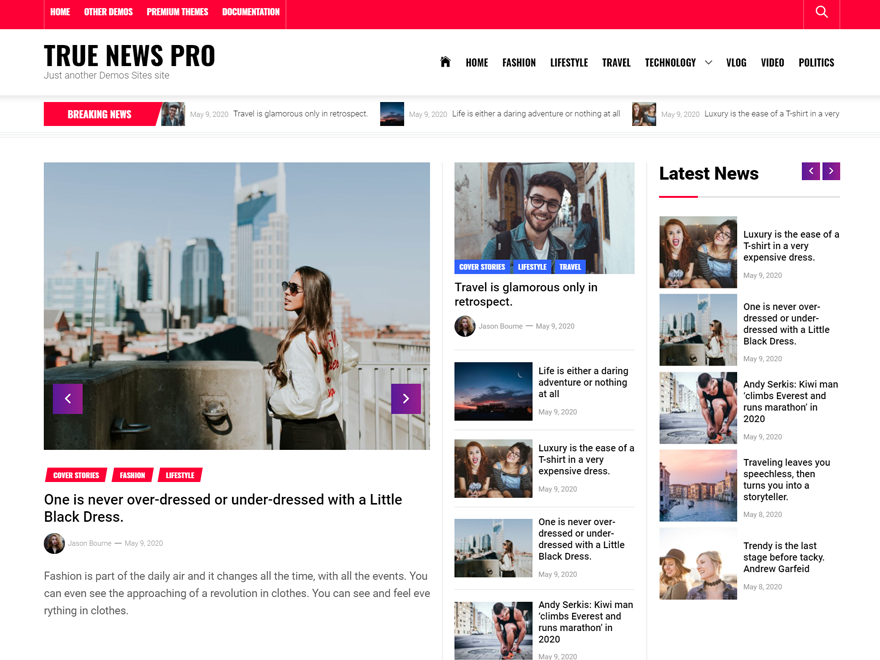 HOME OTHER DEMOS PREMIUM THEMES DOCUMENTATION
TRUE NEWS PRO
Just another Demos Sites site
HOME FASHION LIFESTYLE TRAVEL TECHNOLOGY VLOG VIDEO POLITICS
BREAKING NEWS
May 9, 2020 Travel is glamorous only in retrospect.
May 9, 2020 Life is either a daring adventure or nothing at all
May 9, 2020 Luxury is the ease of a T-shirt in a very
COVER STORIES FASHION LIFESTYLE
One is never over-dressed or under-dressed with a Little
Black Dress.
Jason Bourne — May 9, 2020
Fashion is part of the daily air and it changes all the time, with all the events. You
can even see the approaching of a revolution in clothes. You can see and feel eve
rything in clothes.
COVER STORIES LIFESTYLE TRAVEL
Travel is glamorous only in
retrospect.
Jason Bourne — May 9, 2020
Life is either a daring
adventure or nothing
at all
May 9, 2020
Luxury is the ease of a
T-shirt in a very
expensive dress.
May 9, 2020
One is never over-
dressed or under-
dressed with a Little
Black Dress.
May 9, 2020
Andy Serkis: Kiwi man
'climbs Everest and
runs marathon' in
2020
May 9, 2020
Latest News
Luxury is the ease of a
T-shirt in a very
expensive dress.
May 9, 2020
One is never over-
dressed or under-
dressed with a Little
Black Dress.
May 9, 2020
Andy Serkis: Kiwi man
'climbs Everest and
runs marathon' in
2020
May 9, 2020
Traveling leaves you
speechless, then
turns you into a
storyteller.
May 8, 2020
Trendy is the last
stage before tacky.
Andrew Garfeid
May 8, 2020